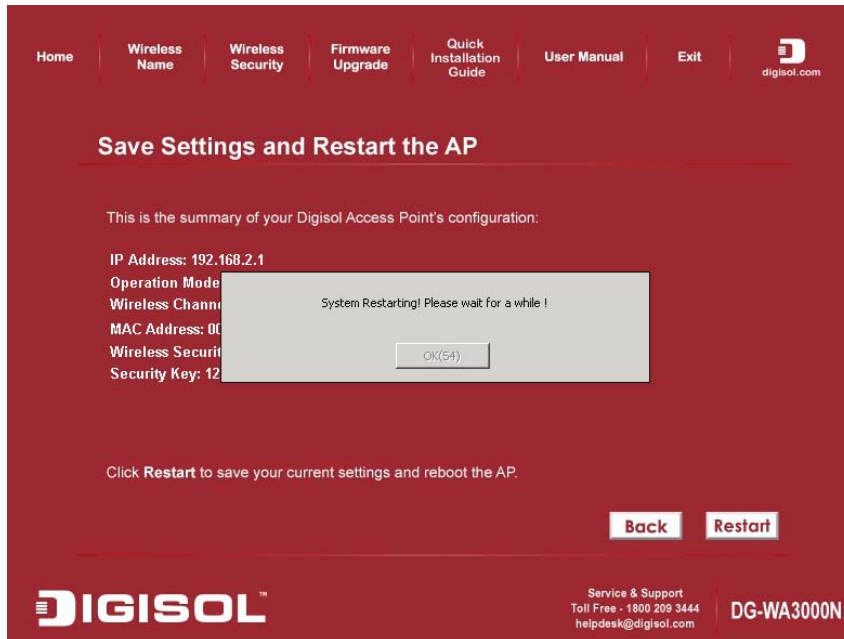 Home
Wireless Name
Wireless Security
Firmware Upgrade
Quick Installation Guide
User Manual
Exit
digisol.com
Save Settings and Restart the AP
This is the summary of your Digisol Access Point's configuration:
IP Address: 192.168.2.1
Operation Mode
Wireless Chann
MAC Address: 00
Wireless Securit
Security Key: 12
System Restarting! Please wait for a while !
OK(54)
Click Restart to save your current settings and reboot the AP.
Back
Restart
DIGISOL™
Service & Support
Toll Free - 1800 209 3444
helpdesk@digisol.com
DG-WA3000N